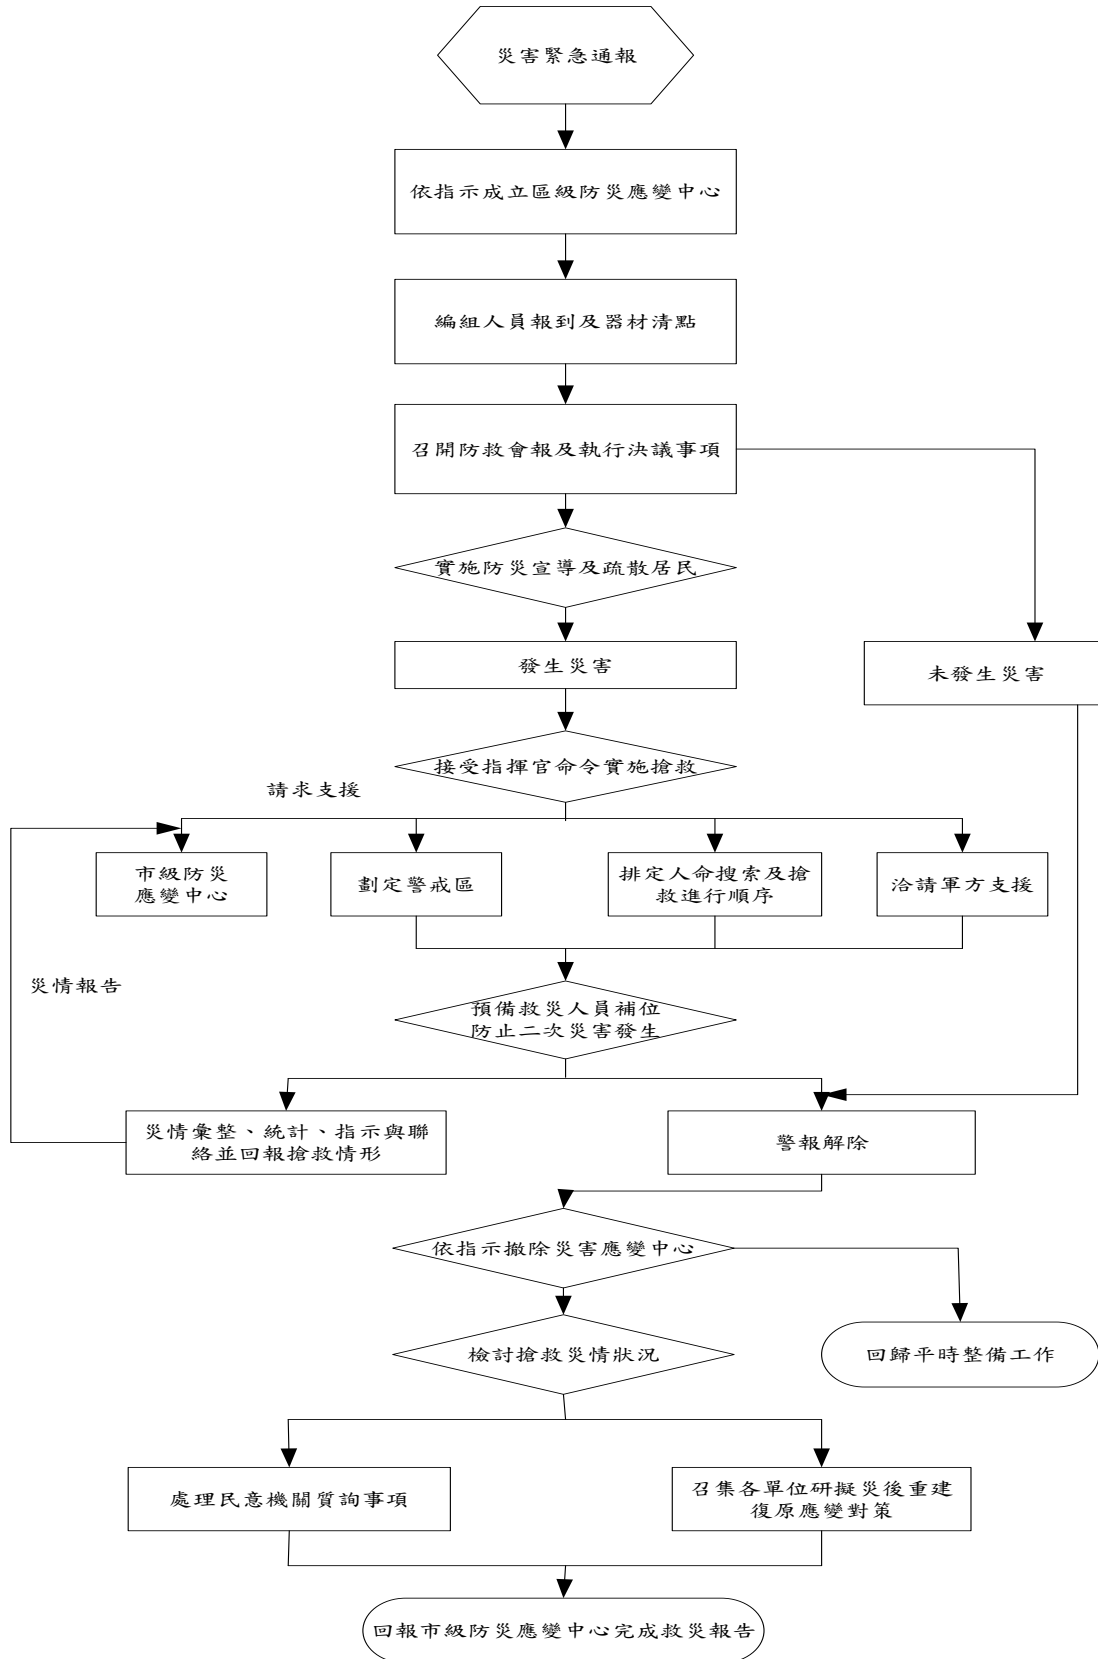 災害緊急通報
依指示成立區級防災應變中心
編組人員報到及器材清點
召開防救會報及執行決議事項
實施防災宣導及疏散居民
發生災害
未發生災害
接受指揮官命令實施搶救
請求支援
市級防災
應變中心
劃定警戒區
排定人命搜索及搶
救進行順序
洽請軍方支援
災情報告
預備救災人員補位
防止二次災害發生
災情彙整、統計、指示與聯
絡並回報搶救情形
警報解除
依指示撤除災害應變中心
檢討搶救災情狀況
回歸平時整備工作
處理民意機關質詢事項
召集各單位研擬災後重建
復原應變對策
回報市級防災應變中心完成救災報告